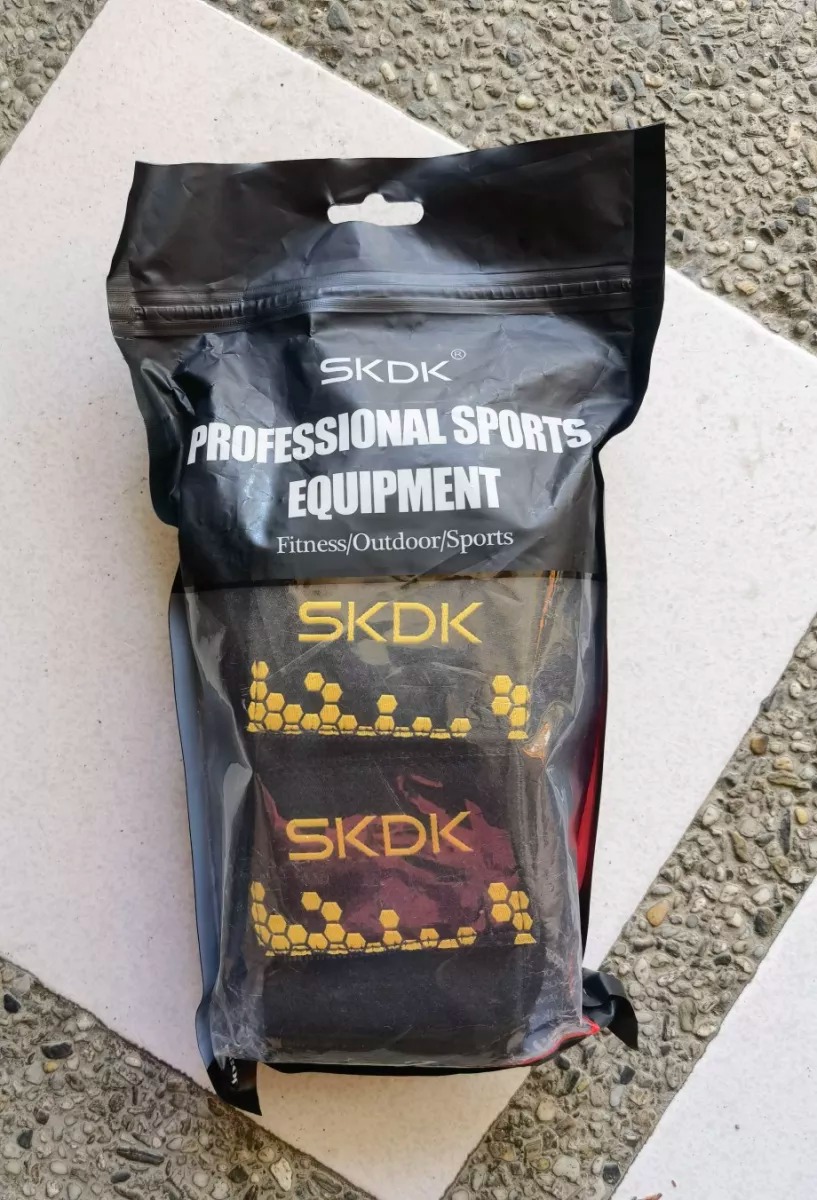 SKDK®
PROFESSIONAL SPORTS
EQUIPMENT
Fitness/Outdoor/Sports
SKDK
SKDK